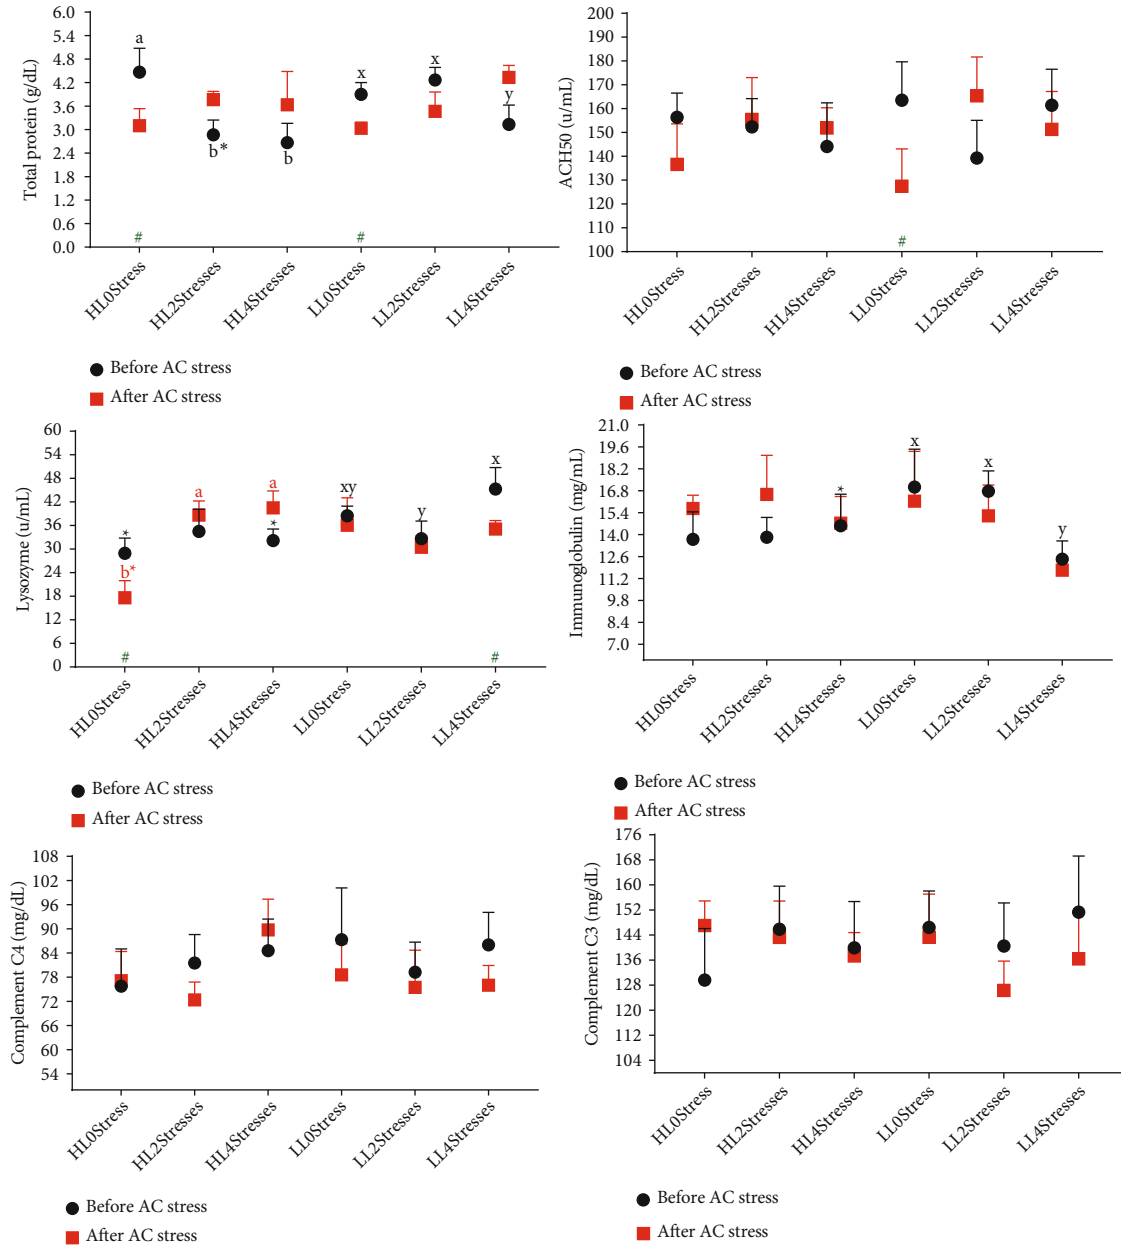 Total protein (g/dL)
6.0
5.4
4.8
4.2
3.6
3.0
2.4
1.8
1.2
0.6
0.0
a
b*
b
x
x
y
#
#
HL0Stress
HL2Stresses
HL4Stresses
LL0Stress
LL2Stresses
LL4Stresses
Before AC stress
After AC stress
ACH50 (u/mL)
200
190
180
170
160
150
140
130
120
110
100
#
HL0Stress
HL2Stresses
HL4Stresses
LL0Stress
LL2Stresses
LL4Stresses
Before AC stress
After AC stress
Lysozyme (u/mL)
60
54
48
42
36
30
24
18
12
6
0
*
b*
a
a
*
xy
y
x
#
#
HL0Stress
HL2Stresses
HL4Stresses
LL0Stress
LL2Stresses
LL4Stresses
Before AC stress
After AC stress
Immunoglobulin (mg/mL)
21.0
19.6
18.2
16.8
15.4
14.0
12.6
11.2
9.8
8.4
7.0
*
x
x
y
HL0Stress
HL2Stresses
HL4Stresses
LL0Stress
LL2Stresses
LL4Stresses
Before AC stress
After AC stress
Complement C4 (mg/dL)
108
102
96
90
84
78
72
66
60
54
HL0Stress
HL2Stresses
HL4Stresses
LL0Stress
LL2Stresses
LL4Stresses
Before AC stress
After AC stress
Complement C3 (mg/dL)
176
168
160
152
144
136
128
120
112
104
HL0Stress
HL2Stresses
HL4Stresses
LL0Stress
LL2Stresses
LL4Stresses
Before AC stress
After AC stress